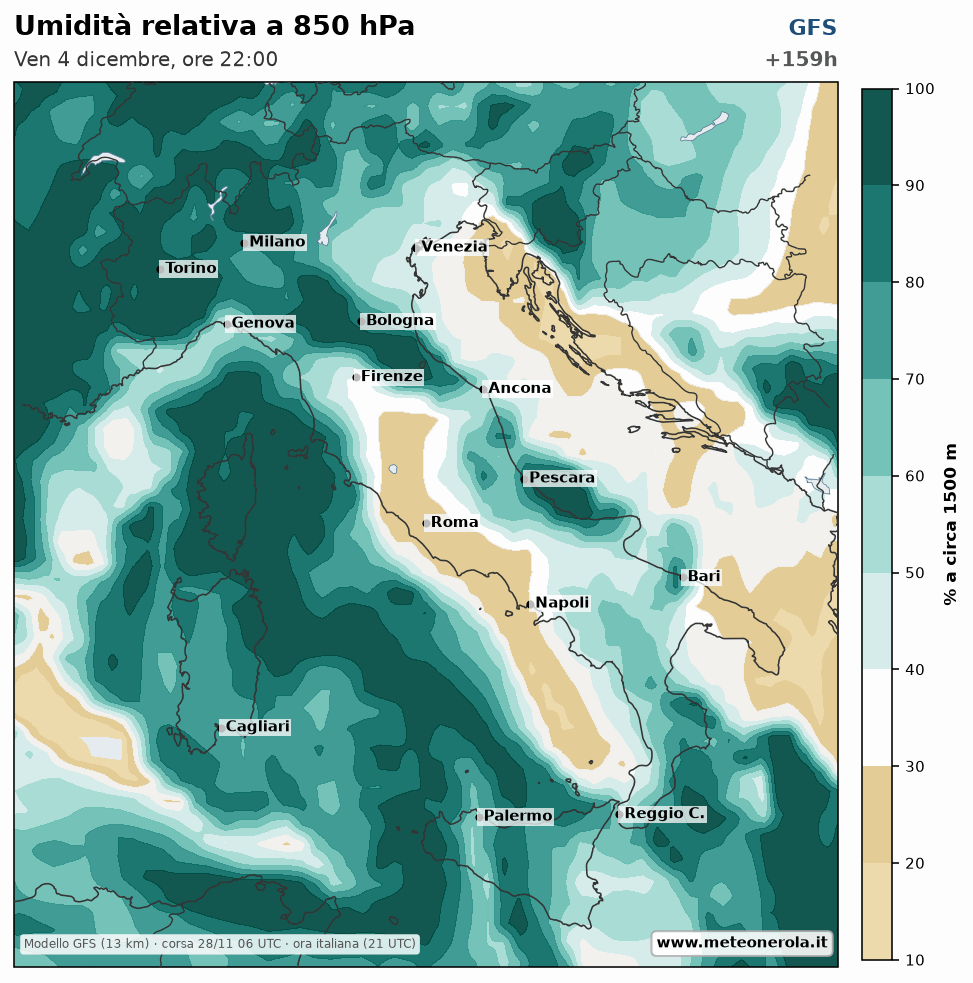 Umidità relativa a 850 hPa
GFS
Ven 4 dicembre, ore 22:00
+159h
100
90
80
70
60
50
40
30
20
10
% a circa 1500 m
Milano
Venezia
Torino
Genova
Bologna
Firenze
Ancona
Pescara
Roma
Bari
Napoli
Cagliari
Palermo
Reggio C.
Modello GFS (13 km) · corsa 28/11 06 UTC · ora italiana (21 UTC)
www.meteonerola.it